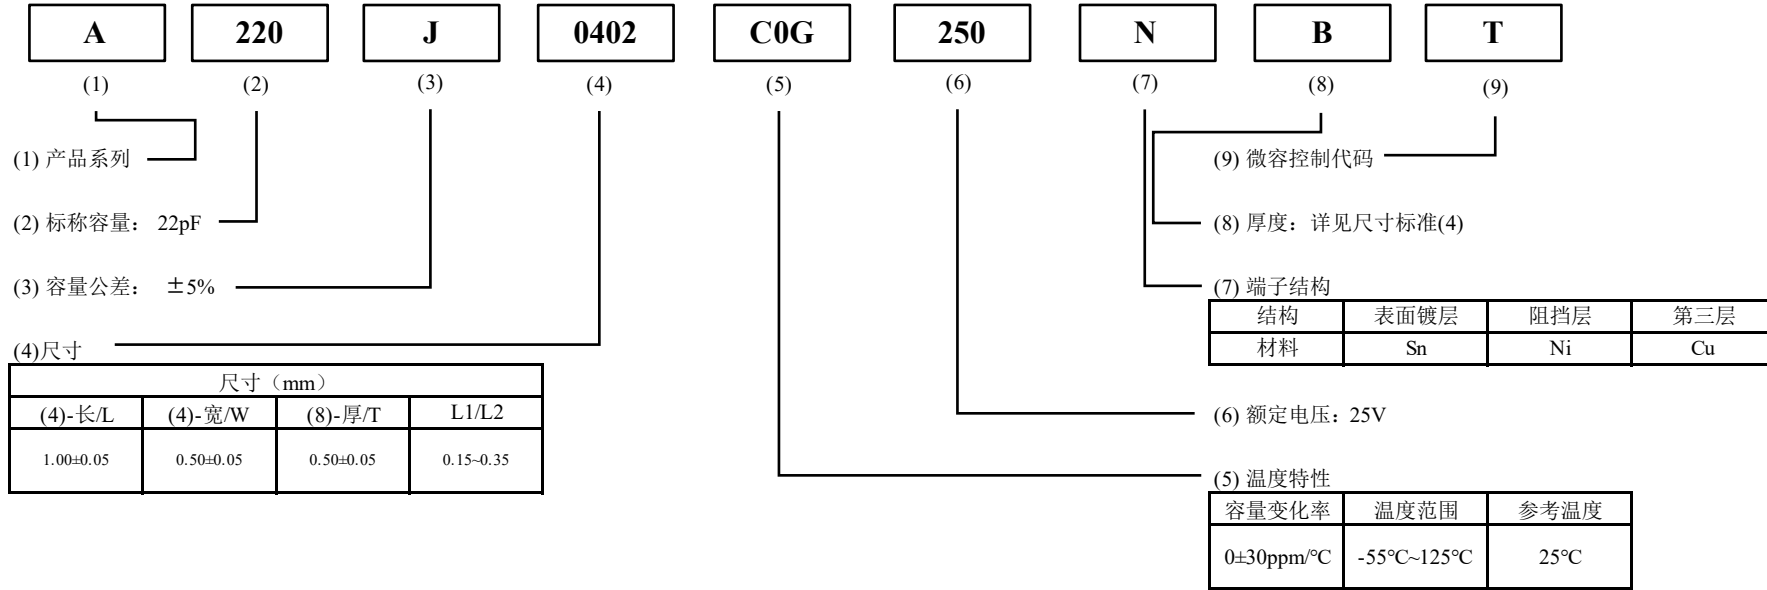 A 220 J 0402 C0G 250 N B T
(1) (2) (3) (4) (5) (6) (7) (8) (9)
(1) 产品系列
(2) 标称容量： 22pF
(3) 容量公差： ±5%
(4)尺寸
尺寸（mm）
(4)-长/L (4)-宽/W (8)-厚/T L1/L2
1.00±0.05 0.50±0.05 0.50±0.05 0.15~0.35
(9) 微容控制代码
(8) 厚度：详见尺寸标准(4)
(7) 端子结构
结构 表面镀层 阻挡层 第三层
材料 Sn Ni Cu
(6) 额定电压：25V
(5) 温度特性
容量变化率 温度范围 参考温度
0±30ppm/℃ -55℃~125℃ 25℃